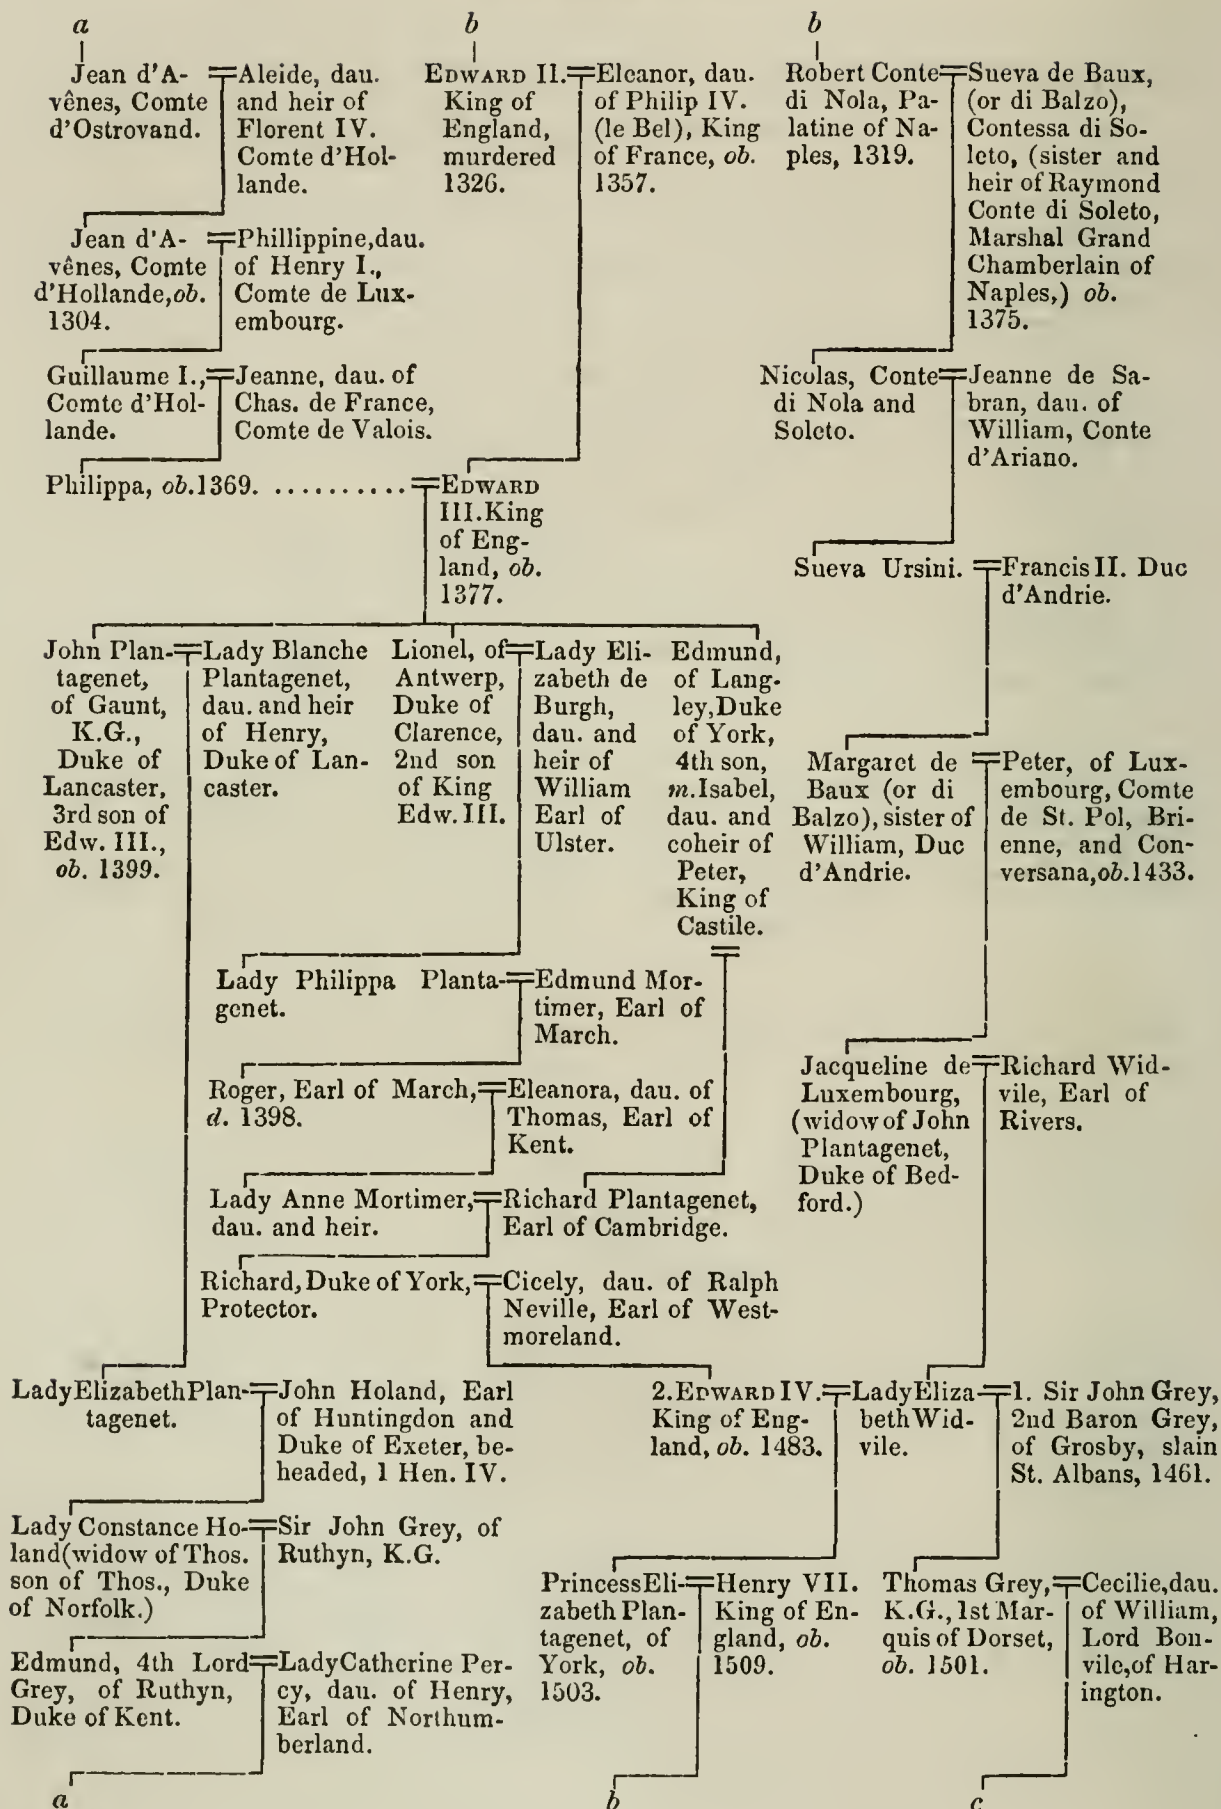 a
b
b
Jean d'A-
vênes, Comte
d'Ostrovand.
Aleide, dau.
and heir of
Florent IV.
Comte d'Hol-
lande.
EDWARD II.
King of
England,
murdered
1326.
Eleanor, dau.
of Philip IV.
(le Bel), King
of France, ob.
1357.
Robert Conte
di Nola, Pa-
latine of Na-
ples, 1319.
Sueva de Baux,
(or di Balzo),
Contessa di So-
leto, (sister and
heir of Raymond
Conte di Soleto,
Marshal Grand
Chamberlain of
Naples,) ob.
1375.
Jean d'A-
vênes, Comte
d'Hollande, ob.
1304.
Phillippine, dau.
of Henry I.,
Comte de Lux-
embourg.
Guillaume I.,
Comte d'Hol-
lande.
Jeanne, dau. of
Chas. de France,
Comte de Valois.
Nicolas, Conte
di Nola and
Soleto.
Jeanne de Sa-
bran, dau. of
William, Conte
d'Ariano.
Philippa, ob. 1369. ..........
EDWARD
III. King
of Eng-
land, ob.
1377.
Sueva Ursini.
Francis II. Duc
d'Andrie.
John Plan-
tagenet,
of Gaunt,
K.G.,
Duke of
Lancaster,
3rd son of
Edw. III.,
ob. 1399.
Lady Blanche
Plantagenet,
dau. and heir
of Henry,
Duke of Lan-
caster.
Lionel, of
Antwerp,
Duke of
Clarence,
2nd son
of King
Edw. III.
Lady Eli-
zabeth de
Burgh,
dau. and
heir of
William
Earl of
Ulster.
Edmund,
of Lang-
ley, Duke
of York,
4th son,
m. Isabel,
dau. and
coheir of
Peter,
King of
Castile.
Margaret de
Baux (or di
Balzo), sister of
William, Duc
d'Andrie.
Peter, of Lux-
embourg, Comte
de St. Pol, Bri-
enne, and Con-
versana, ob. 1433.
Lady Philippa Planta-
genet.
Edmund Mor-
timer, Earl of
March.
Roger, Earl of March,
d. 1398.
Eleanora, dau. of
Thomas, Earl of
Kent.
Jacqueline de
Luxembourg,
(widow of John
Plantagenet,
Duke of Bed-
ford.)
Richard Wid-
vile, Earl of
Rivers.
Lady Anne Mortimer,
dau. and heir.
Richard Plantagenet,
Earl of Cambridge.
Richard, Duke of York,
Protector.
Cicely, dau. of Ralph
Neville, Earl of West-
moreland.
Lady Elizabeth Plan-
tagenet.
John Holand, Earl
of Huntingdon and
Duke of Exeter, be-
headed, 1 Hen. IV.
2. EDWARD IV.
King of Eng-
land, ob. 1483.
Lady Eliza-
beth Wid-
vile.
1. Sir John Grey,
2nd Baron Grey,
of Grosby, slain
St. Albans, 1461.
Lady Constance Ho-
land (widow of Thos.
son of Thos., Duke
of Norfolk.)
Sir John Grey, of
Ruthyn, K.G.
Princess Eli-
zabeth Plan-
tagenet, of
York, ob.
1503.
Henry VII.
King of En-
gland, ob.
1509.
Thomas Grey,
K.G., 1st Mar-
quis of Dorset,
ob. 1501.
Cecilie, dau.
of William,
Lord Bon-
vile, of Har-
ington.
Edmund, 4th Lord
Grey, of Ruthyn,
Duke of Kent.
Lady Catherine Per-
cy, dau. of Henry,
Earl of Northum-
berland.
a
b
c